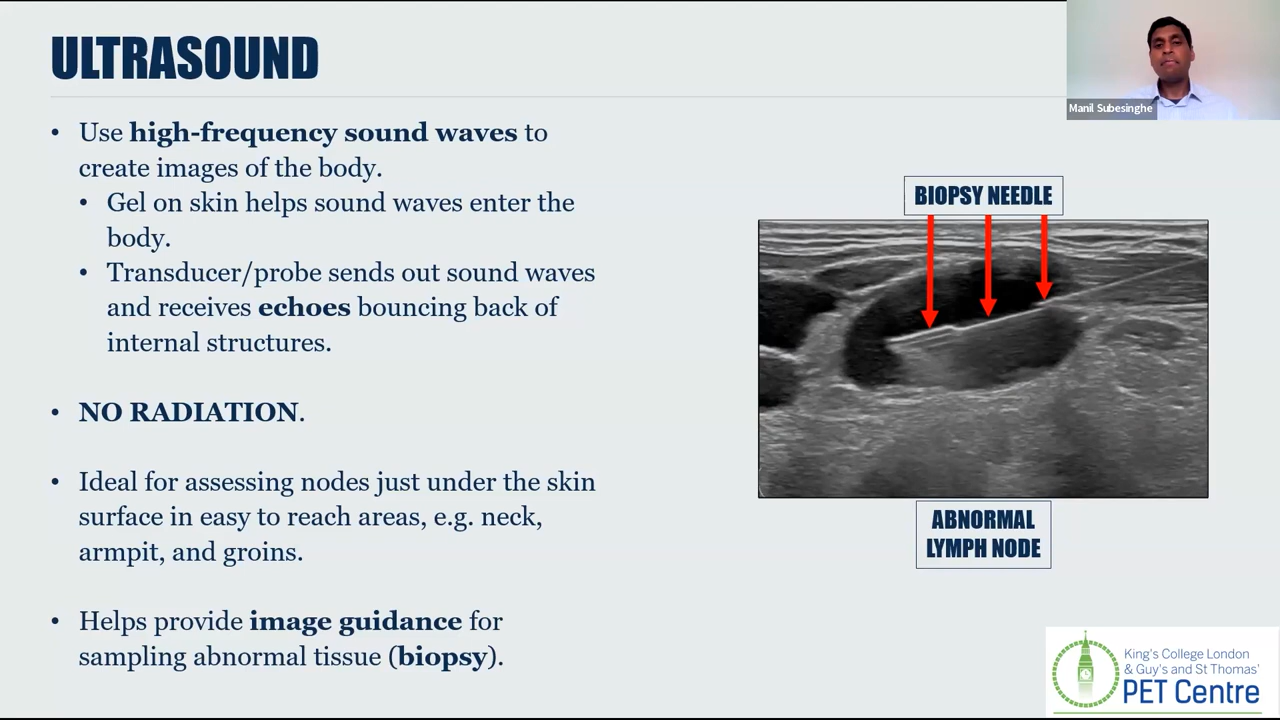 ULTRASOUND
• Use high-frequency sound waves to
create images of the body.
• Gel on skin helps sound waves enter the
body.
• Transducer/probe sends out sound waves
and receives echoes bouncing back of
internal structures.
• NO RADIATION.
• Ideal for assessing nodes just under the skin
surface in easy to reach areas, e.g. neck,
armpit, and groins.
• Helps provide image guidance for
sampling abnormal tissue (biopsy).
Manil Subesinghe
BIOPSY NEEDLE
ABNORMAL
LYMPH NODE
King's College London
& Guy's and St Thomas'
PET Centre